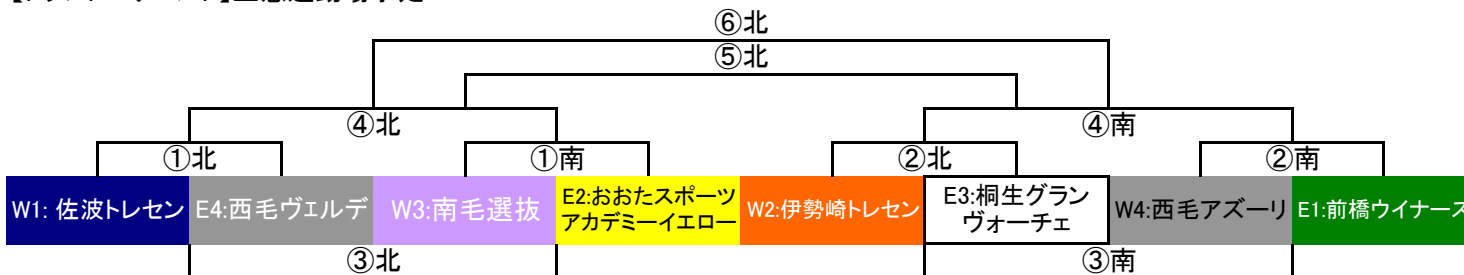 ⑥北
⑤北
④北
④南
①北
①南
②北
②南
W1: 佐波トレセン
E4:西毛ヴェルデ
W3:南毛選抜
E2:おおたスポーツ
アカデミーイエロー
W2:伊勢崎トレセン
E3:桐生グラン
ヴォーチェ
W4:西毛アズーリ
E1:前橋ウイナーズ
③北
③南